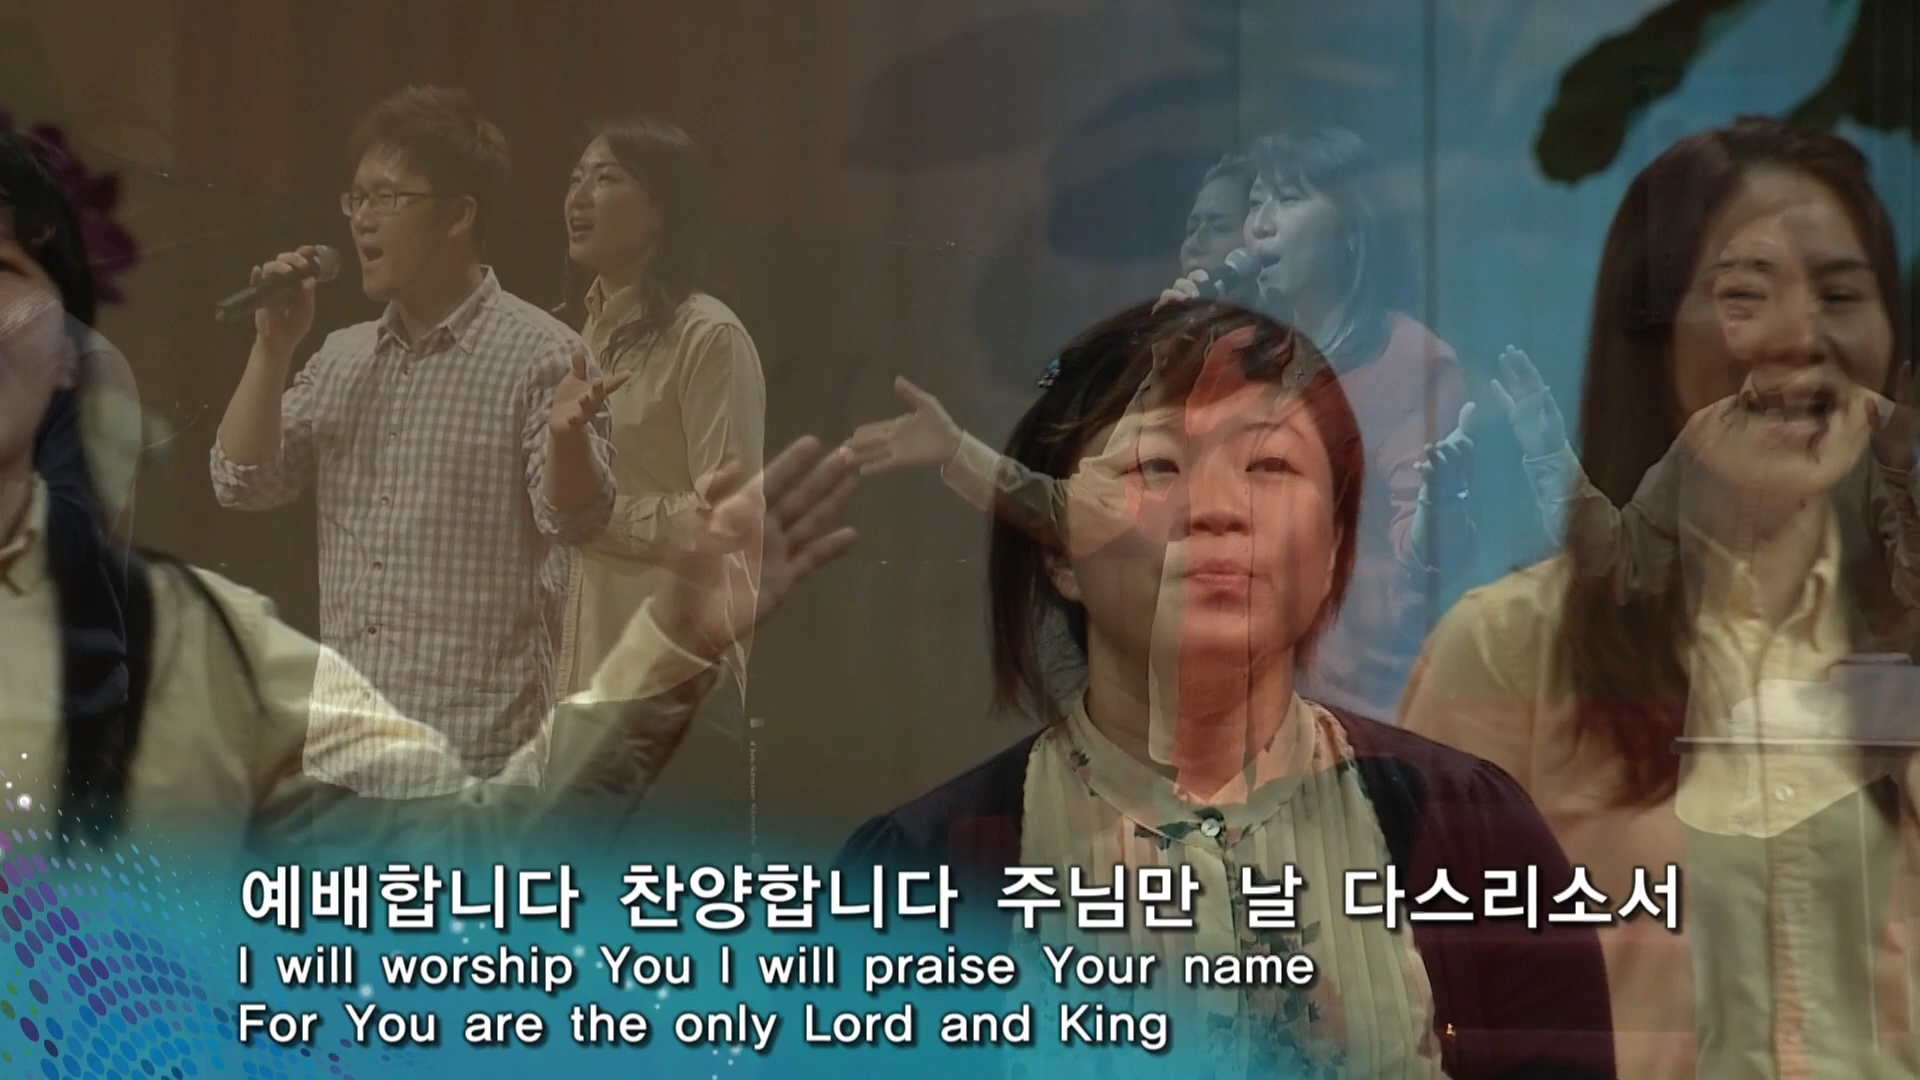 예배합니다 찬양합니다 주님만 날 다스리소서
I will worship You I will praise Your name
For You are the only Lord and King